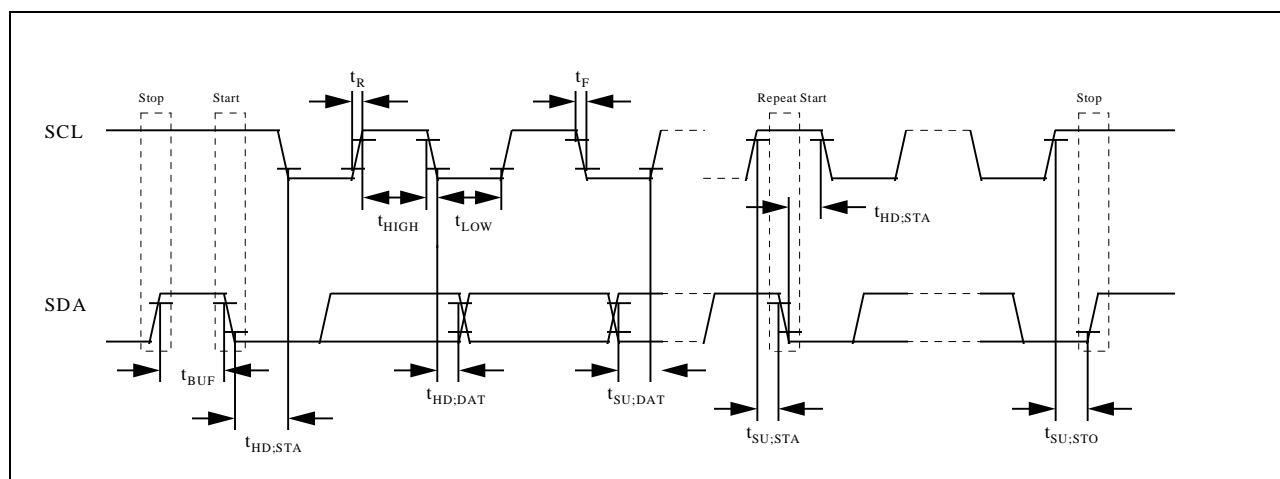 t_R t_F
Stop Start Repeat Start Stop
SCL
t_HIGH t_LOW t_HD;STA
SDA
t_BUF t_HD;DAT t_SU;DAT
t_HD;STA t_SU;STA t_SU;STO